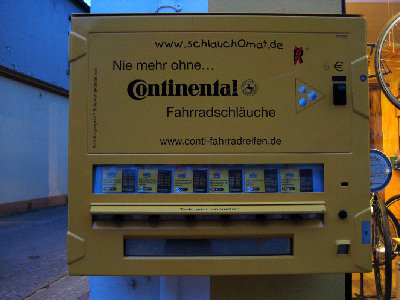 www.schlauchOmat.de
Nie mehr ohne...
6 €
Continental
Fahrradschläuche
www.conti-fahrradreifen.de